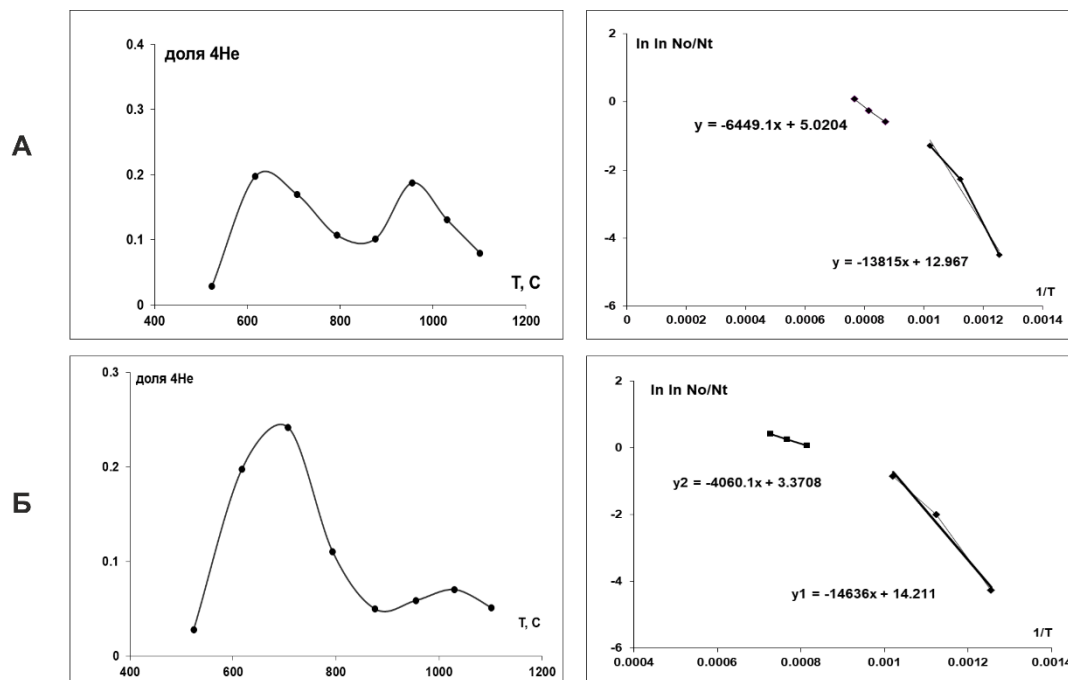 А
доля 4He
0.4
0.3
0.2
0.1
0
T, C
400 600 800 1000 1200
ln ln No/Nt
2
0
-2
-4
-6
y = -6449.1x + 5.0204
y = -13815x + 12.967
1/T
0 0.0002 0.0004 0.0006 0.0008 0.001 0.0012 0.0014
Б
доля 4He
0.3
0.2
0.1
0
T, C
400 600 800 1000 1200
ln ln No/Nt
2
0
-2
-4
-6
y2 = -4060.1x + 3.3708
y1 = -14636x + 14.211
1/T
0.0004 0.0006 0.0008 0.001 0.0012 0.0014